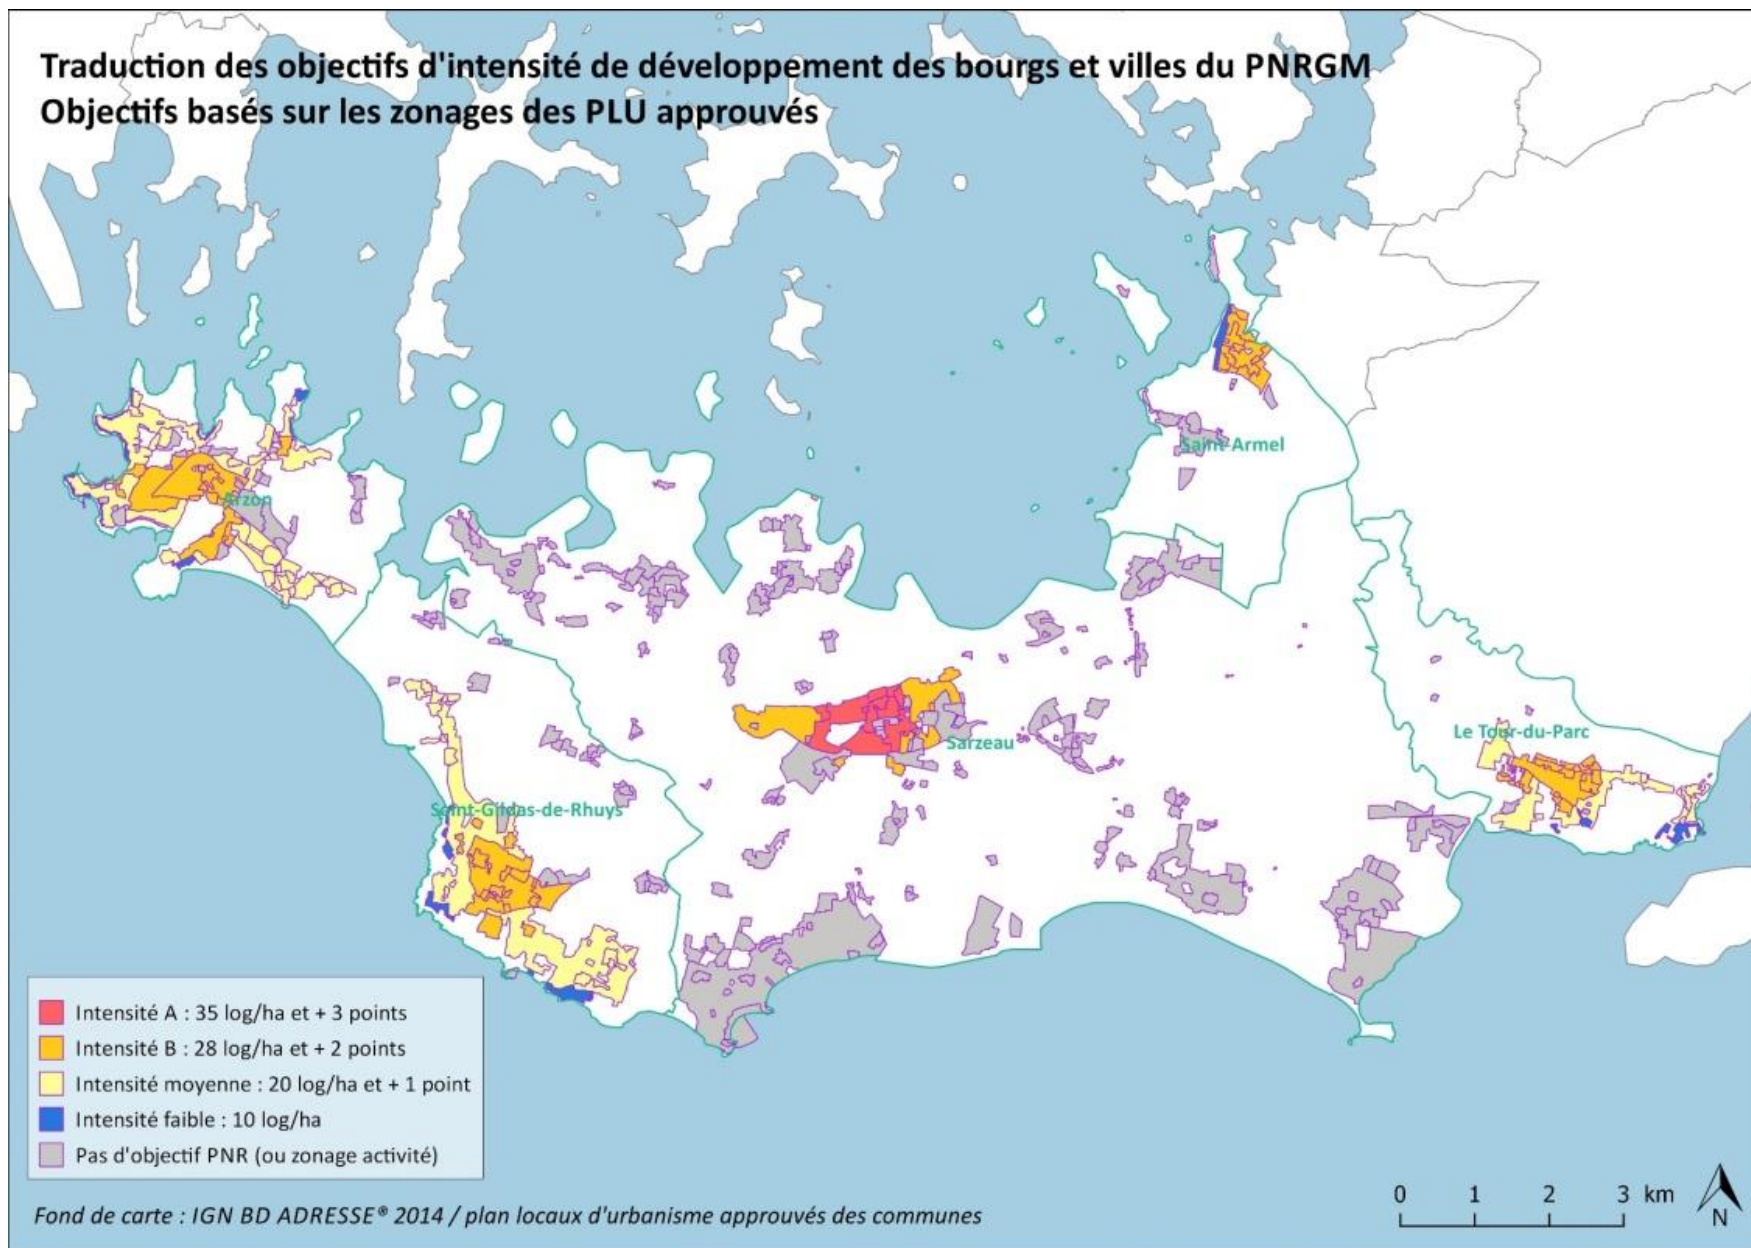 Traduction des objectifs d'intensité de développement des bourgs et villes du PNRGM
Objectifs basés sur les zonages des PLU approuvés
Saint-Armel
Arzon
Sarzeau
Le Tour-du-Parc
Saint-Gildas-de-Rhuys
Intensité A : 35 log/ha et + 3 points
Intensité B : 28 log/ha et + 2 points
Intensité moyenne : 20 log/ha et + 1 point
Intensité faible : 10 log/ha
Pas d'objectif PNR (ou zonage activité)
0 1 2 3 km
N
Fond de carte : IGN BD ADRESSE® 2014 / plan locaux d'urbanisme approuvés des communes